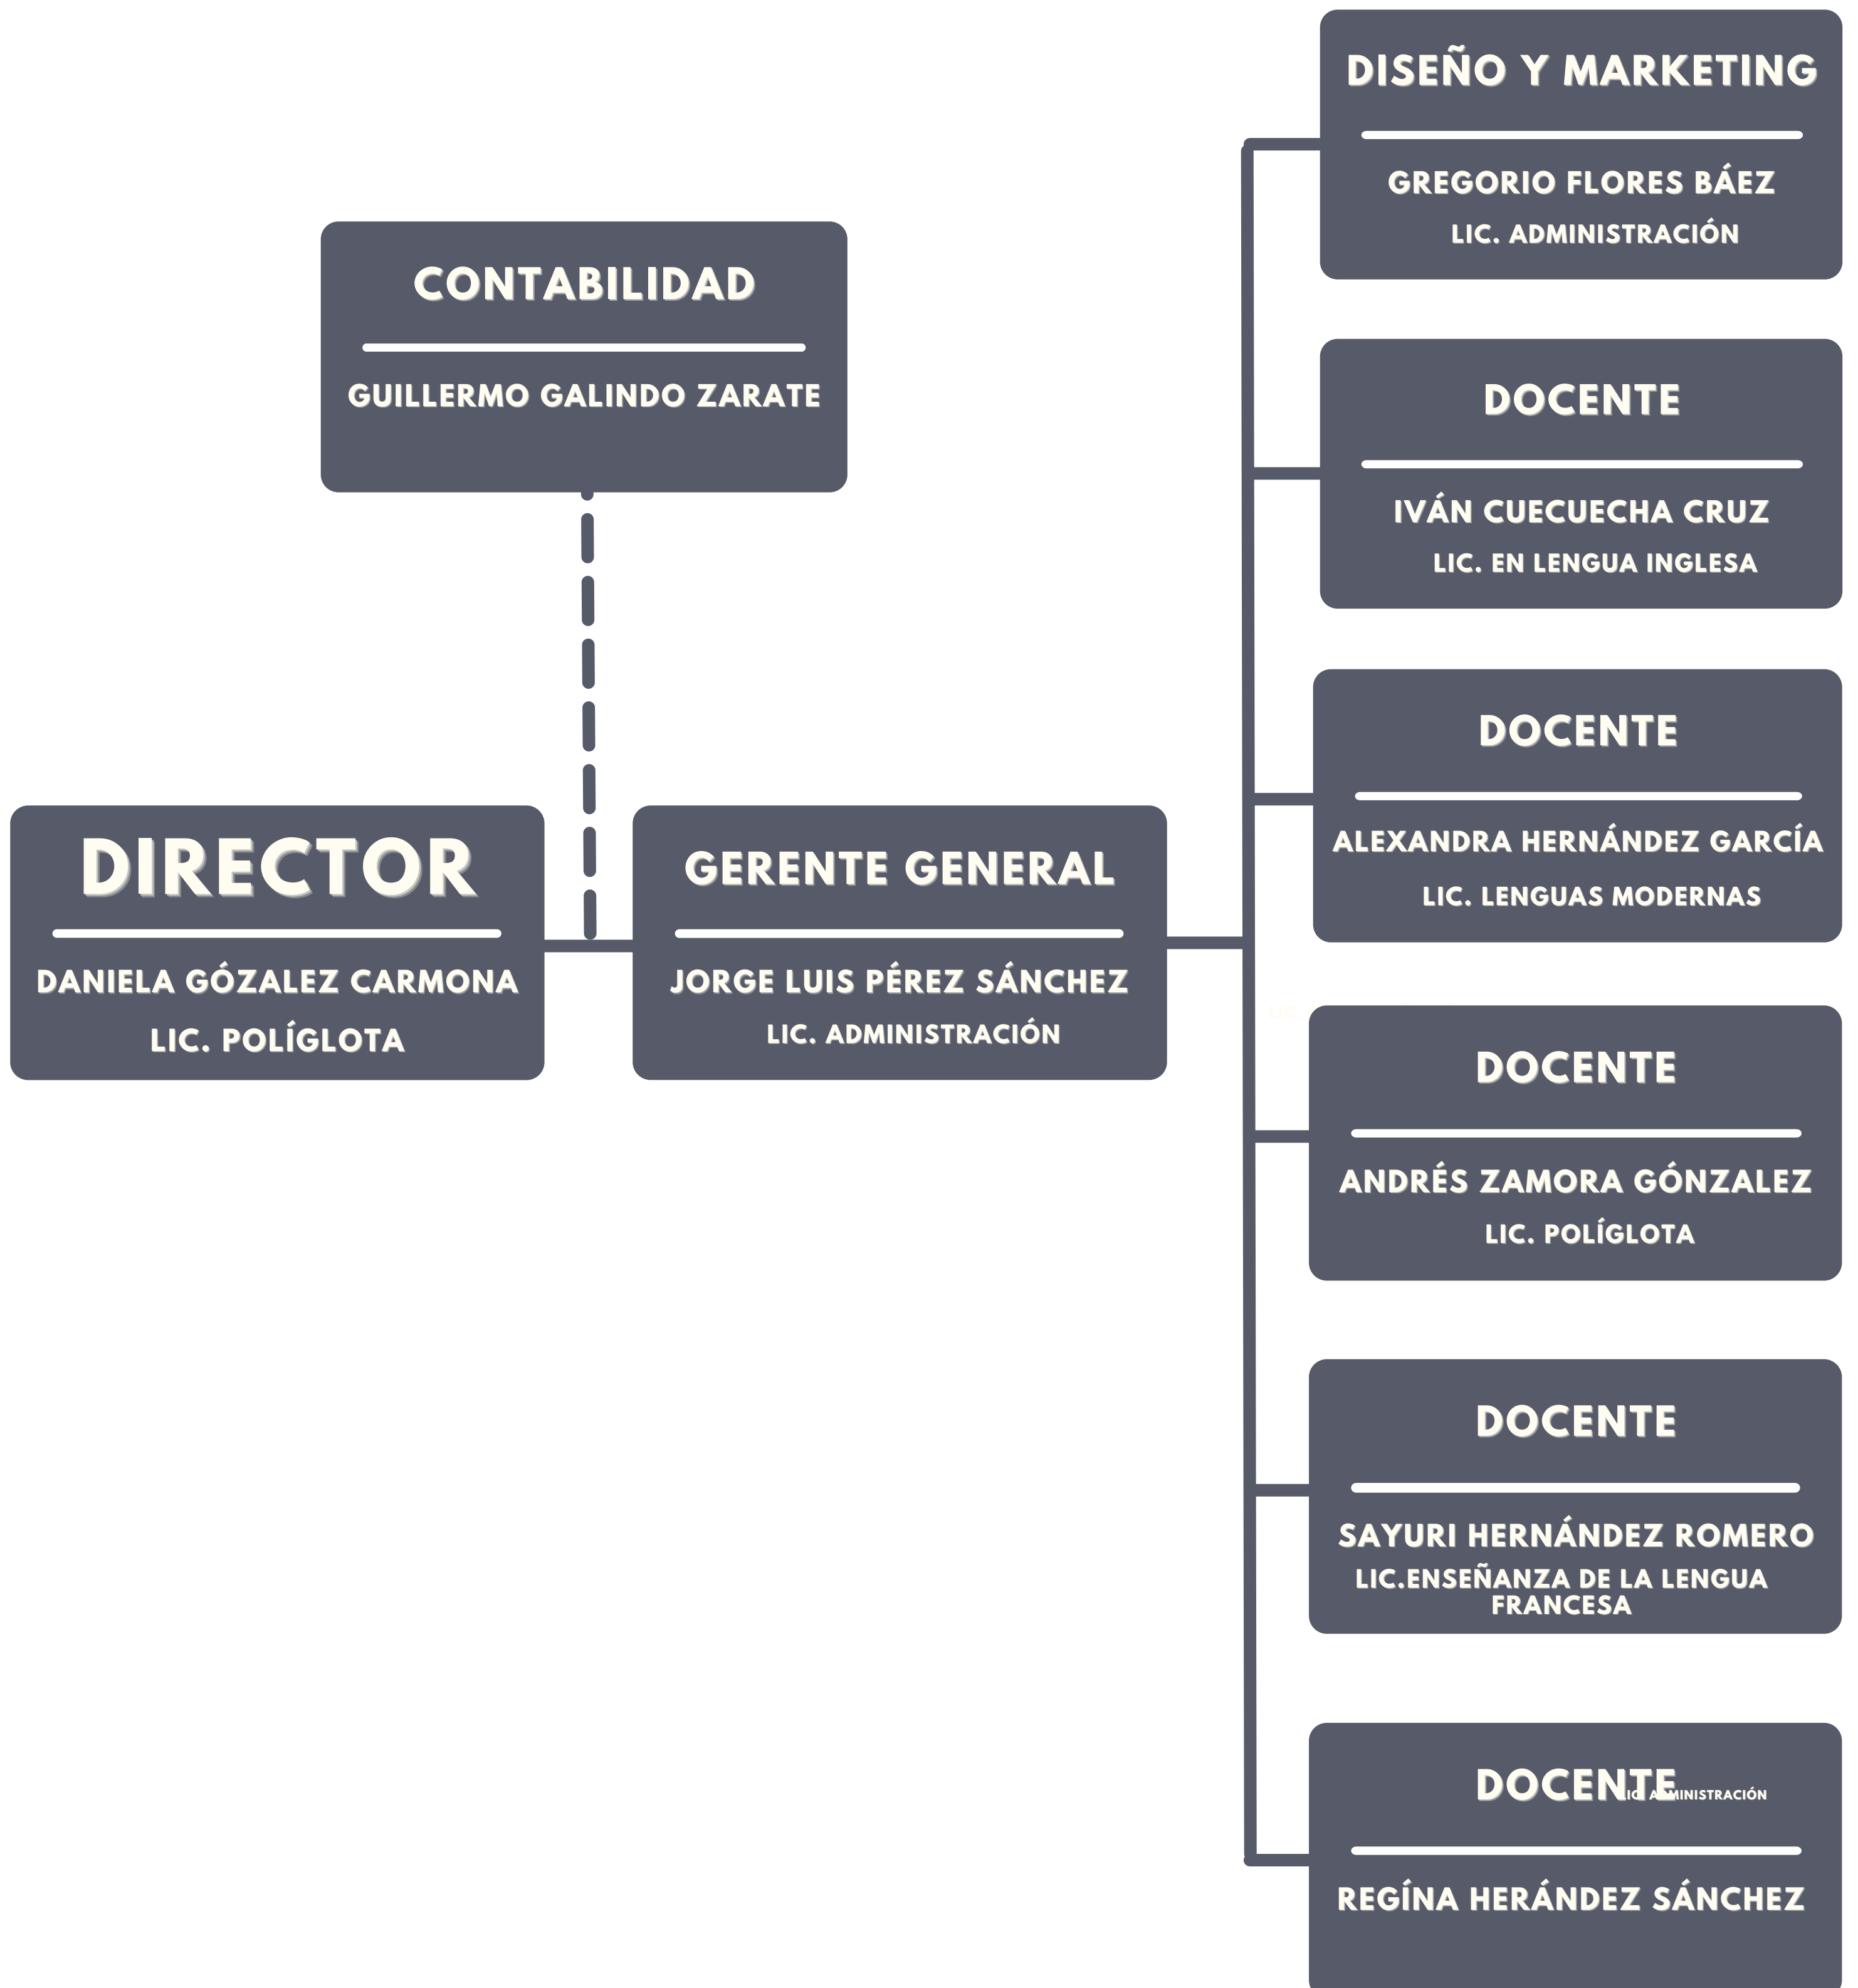 DISEÑO Y MARKETING
GREGORIO FLORES BÁEZ
LIC. ADMINISTRACIÓN
CONTABILIDAD
GUILLERMO GALINDO ZARATE
DOCENTE
IVÁN CUECUECHA CRUZ
LIC. EN LENGUA INGLESA
DOCENTE
ALEXANDRA HERNÁNDEZ GARCÍA
LIC. LENGUAS MODERNAS
DIRECTOR
DANIELA GÓZALEZ CARMONA
LIC. POLÍGLOTA
GERENTE GENERAL
JORGE LUIS PÉREZ SÁNCHEZ
LIC. ADMINISTRACIÓN
DOCENTE
ANDRÉS ZAMORA GÓNZALEZ
LIC. POLÍGLOTA
DOCENTE
SAYURI HERNÁNDEZ ROMERO
LIC.ENSEÑANZA DE LA LENGUA
FRANCESA
DOCENTE
ADMINISTRACIÓN
REGÍNA HERÁNDEZ SÁNCHEZ